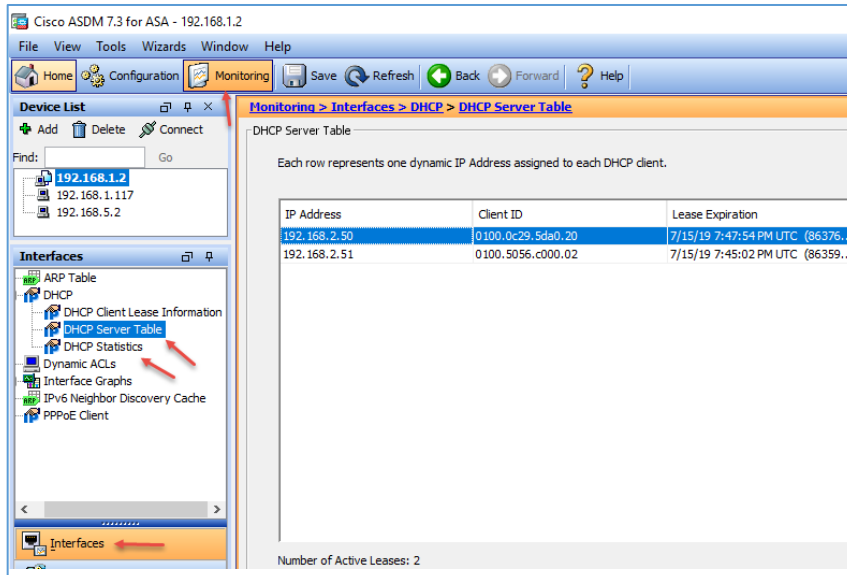 Cisco ASDM 7.3 for ASA - 192.168.1.2
File View Tools Wizards Window Help
Home Configuration Monitoring Save Refresh Back Forward Help
Device List
Add Delete Connect
Find: Go
192.168.1.2
192.168.1.117
192.168.5.2
Interfaces
ARP Table
DHCP
DHCP Client Lease Information
DHCP Server Table
DHCP Statistics
Dynamic ACLs
Interface Graphs
IPv6 Neighbor Discovery Cache
PPPoE Client
Interfaces
Monitoring > Interfaces > DHCP > DHCP Server Table
DHCP Server Table
Each row represents one dynamic IP Address assigned to each DHCP client.
IP Address Client ID Lease Expiration
192.168.2.50 0100.0c29.5da0.20 7/15/19 7:47:54 PM UTC (86376..
192.168.2.51 0100.5056.c000.02 7/15/19 7:45:02 PM UTC (86359..
Number of Active Leases: 2